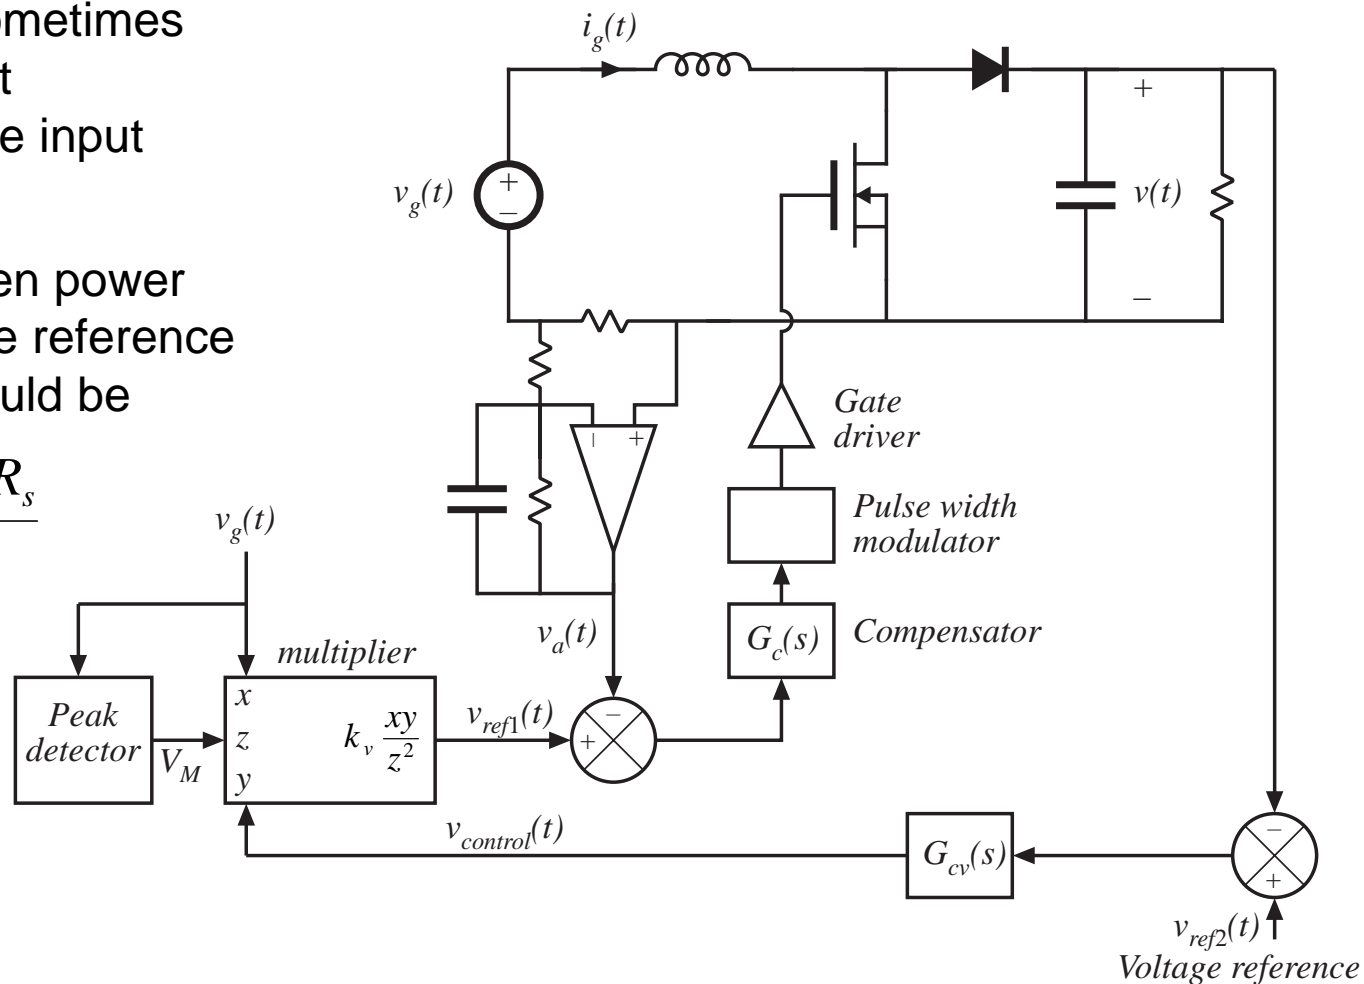 ometimes
t
e input
en power
e reference
uld be
R_s
i_g(t)
v_g(t)
+
–
+
v(t)
–
Gate
driver
– +
Pulse width
modulator
v_g(t)
v_a(t)
G_c(s)
Compensator
multiplier
Peak
detector
V_M
x
z
y
k_v xy/z^2
v_ref1(t)
–
+
v_control(t)
G_cv(s)
–
+
v_ref2(t)
Voltage reference